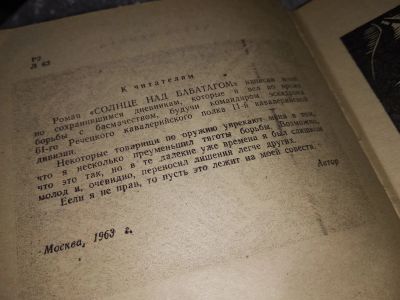 Р2
Л 63
К читателям
Роман «СОЛНЦЕ НАД БАБАТАГОМ» написан мной
по сохранившимся дневникам, которые я вел во время
борьбы с басмачеством, будучи командиром эскадрона
61-го Речецкого кавалерийского полка 11-й кавалерийской
дивизии.
Некоторые товарищи по оружию упрекают меня в том,
что я несколько преуменьшил тяготы борьбы. Возможно,
что это так, но в те далекие уже времена я был слишком
молод и, очевидно, переносил лишения легче других.
Если я не прав, то пусть это лежит на моей совести.
Автор
Москва, 1963 г.